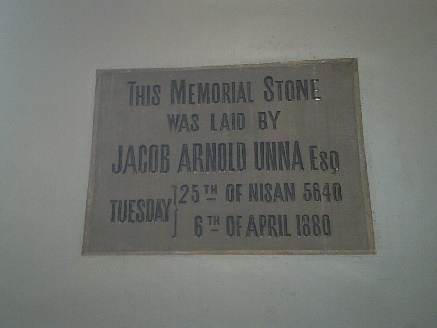 THIS MEMORIAL STONE
WAS LAID BY
JACOB ARNOLD UNNA ESQ
TUESDAY } 25TH OF NISAN 5640
6TH OF APRIL 1880